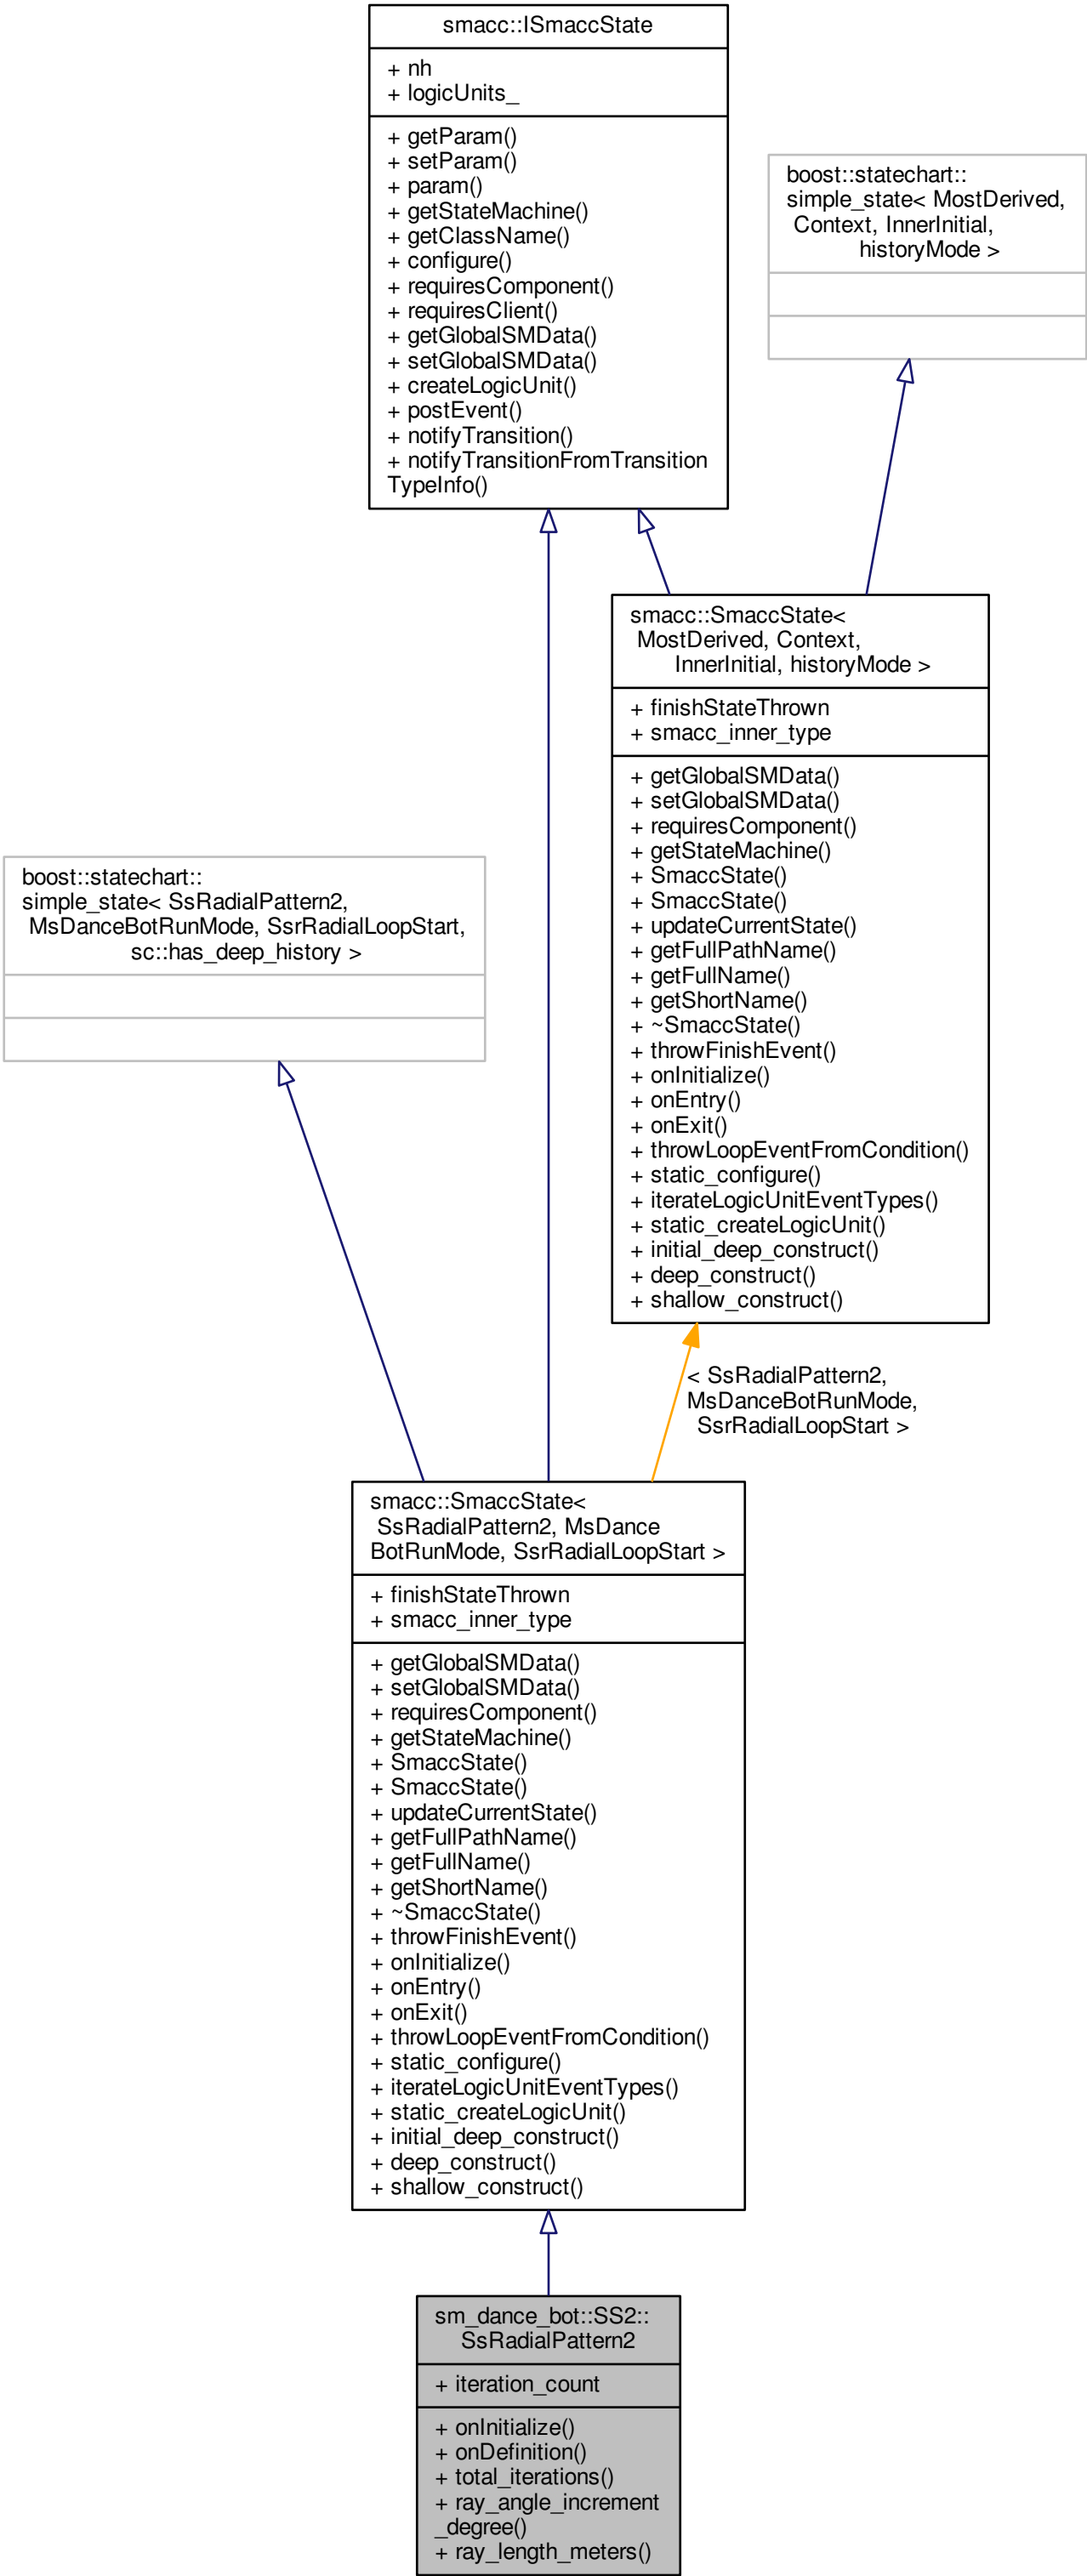 smacc::ISmaccState
+ nh
+ logicUnits_
+ getParam()
+ setParam()
+ param()
+ getStateMachine()
+ getClassName()
+ configure()
+ requiresComponent()
+ requiresClient()
+ getGlobalSMData()
+ setGlobalSMData()
+ createLogicUnit()
+ postEvent()
+ notifyTransition()
+ notifyTransitionFromTransition
TypeInfo()
boost::statechart::
simple_state< MostDerived,
Context, InnerInitial,
historyMode >
smacc::SmaccState<
MostDerived, Context,
InnerInitial, historyMode >
+ finishStateThrown
+ smacc_inner_type
+ getGlobalSMData()
+ setGlobalSMData()
+ requiresComponent()
+ getStateMachine()
+ SmaccState()
+ SmaccState()
+ updateCurrentState()
+ getFullPathName()
+ getFullName()
+ getShortName()
+ ~SmaccState()
+ throwFinishEvent()
+ onInitialize()
+ onEntry()
+ onExit()
+ throwLoopEventFromCondition()
+ static_configure()
+ iterateLogicUnitEventTypes()
+ static_createLogicUnit()
+ initial_deep_construct()
+ deep_construct()
+ shallow_construct()
boost::statechart::
simple_state< SsRadialPattern2,
MsDanceBotRunMode, SsrRadialLoopStart,
sc::has_deep_history >
< SsRadialPattern2,
MsDanceBotRunMode,
SsrRadialLoopStart >
smacc::SmaccState<
SsRadialPattern2, MsDance
BotRunMode, SsrRadialLoopStart >
+ finishStateThrown
+ smacc_inner_type
+ getGlobalSMData()
+ setGlobalSMData()
+ requiresComponent()
+ getStateMachine()
+ SmaccState()
+ SmaccState()
+ updateCurrentState()
+ getFullPathName()
+ getFullName()
+ getShortName()
+ ~SmaccState()
+ throwFinishEvent()
+ onInitialize()
+ onEntry()
+ onExit()
+ throwLoopEventFromCondition()
+ static_configure()
+ iterateLogicUnitEventTypes()
+ static_createLogicUnit()
+ initial_deep_construct()
+ deep_construct()
+ shallow_construct()
sm_dance_bot::SS2::
SsRadialPattern2
+ iteration_count
+ onInitialize()
+ onDefinition()
+ total_iterations()
+ ray_angle_increment
_degree()
+ ray_length_meters()